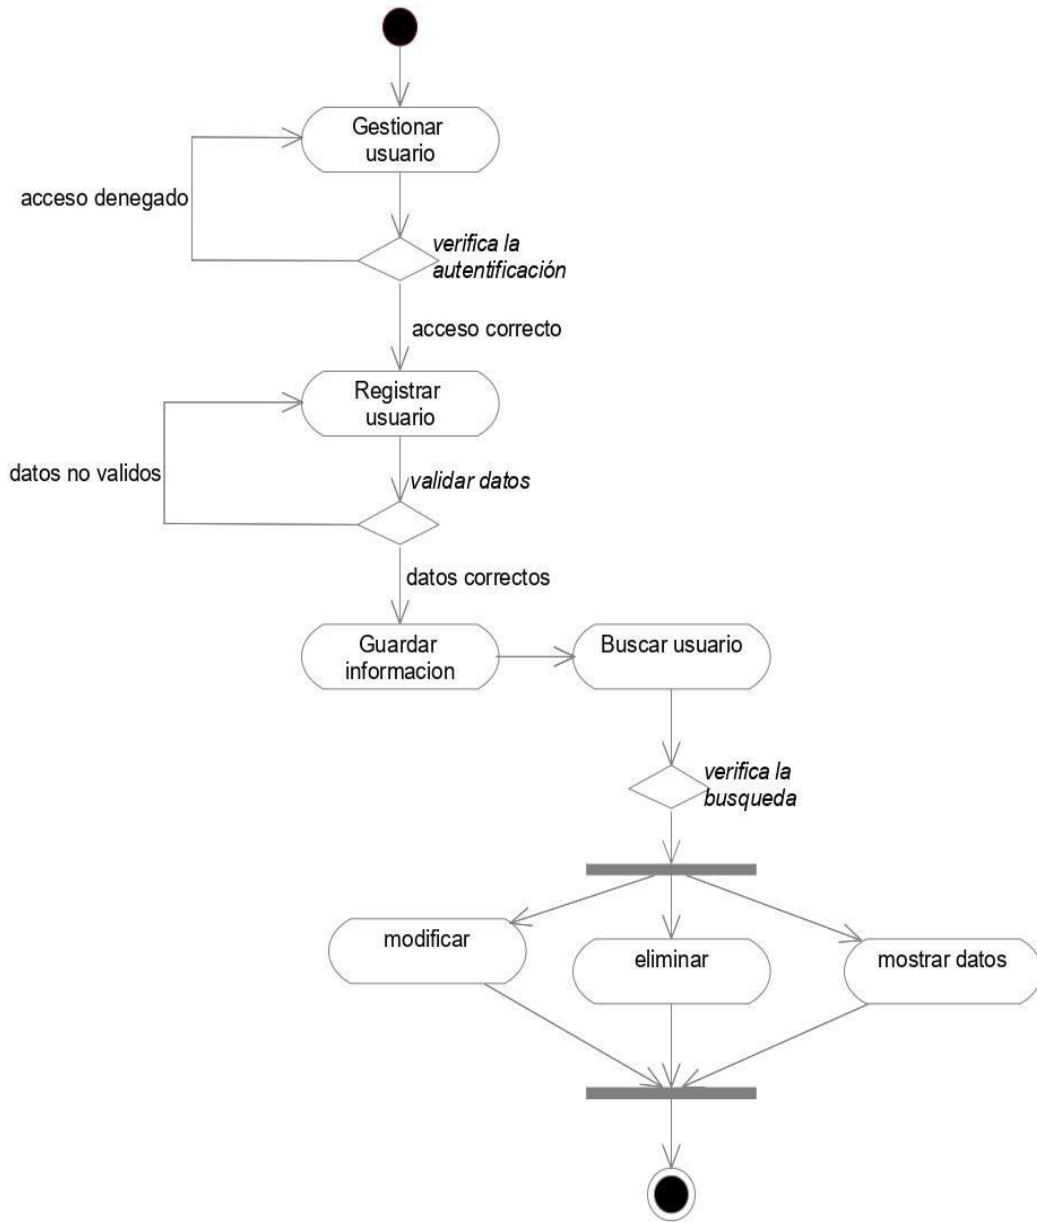 Gestionar
usuario
acceso denegado
verifica la
autentificación
acceso correcto
Registrar
usuario
datos no validos
validar datos
datos correctos
Guardar
informacion
Buscar usuario
verifica la
busqueda
modificar
eliminar
mostrar datos